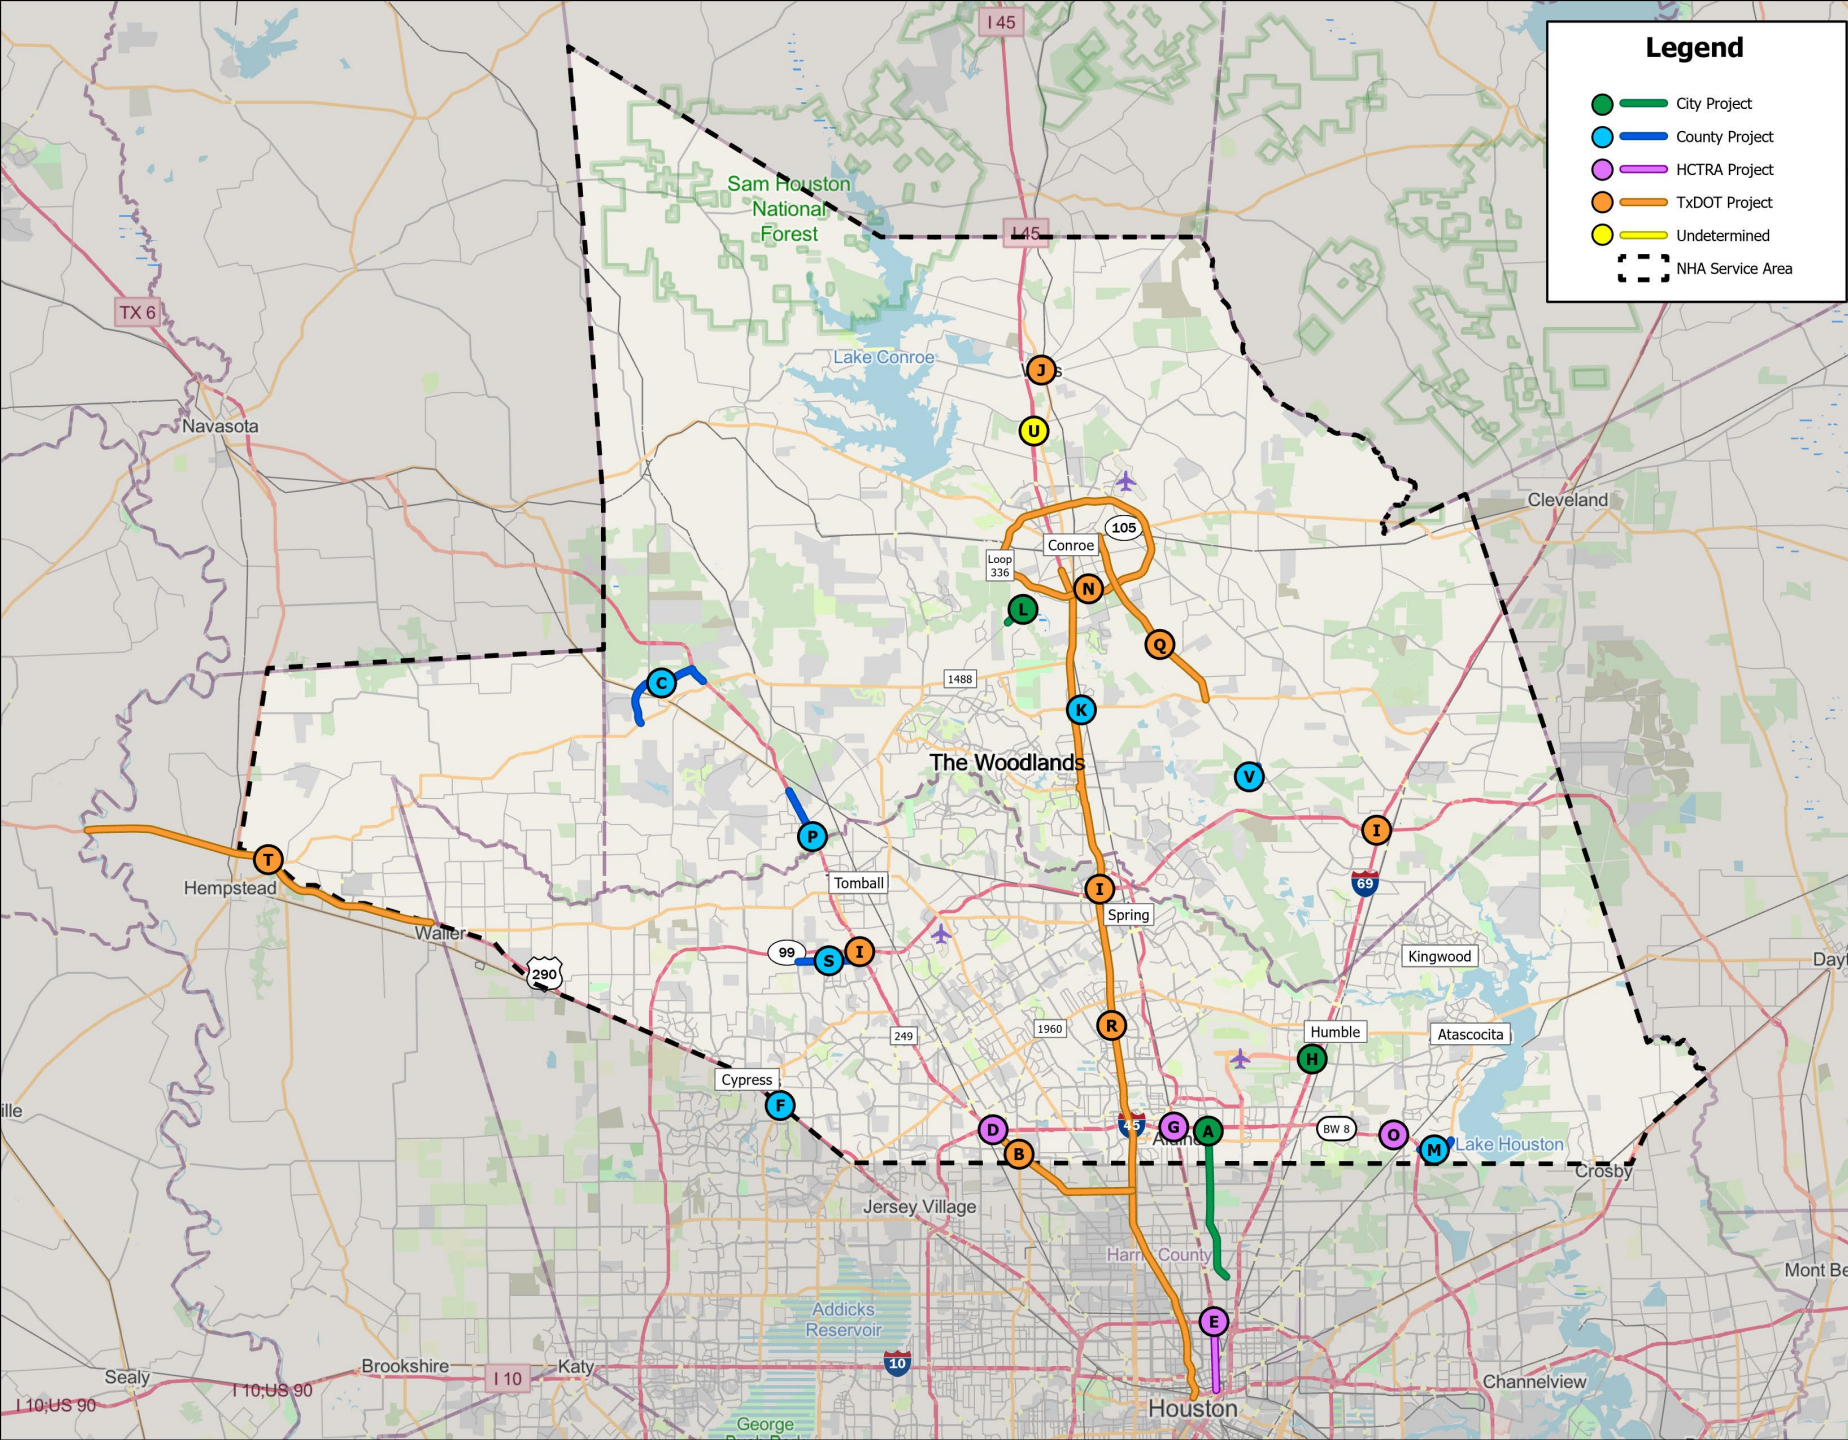 I 45
Legend
City Project
County Project
HCTRA Project
TxDOT Project
Undetermined
NHA Service Area
Sam Houston
National
Forest
I 45
TX 6
Lake Conroe
J
U
Navasota
Cleveland
105
Conroe
Loop
336
N
L
Q
C
1488
K
The Woodlands
V
P
I
T
Hempstead
Tomball
69
I
Spring
Waller
99
S
I
290
Kingwood
Dayt
R
1960
249
Humble
Atascocita
H
Cypress
F
ille
D
45
G
A
BW 8
O
M
Lake Houston
B
Crosby
Jersey Village
Harris County
Mont Be
Addicks
Reservoir
E
10
Brookshire
Katy
Sealy
I 10
I 10;US 90
I 10;US 90
Channelview
Houston
George